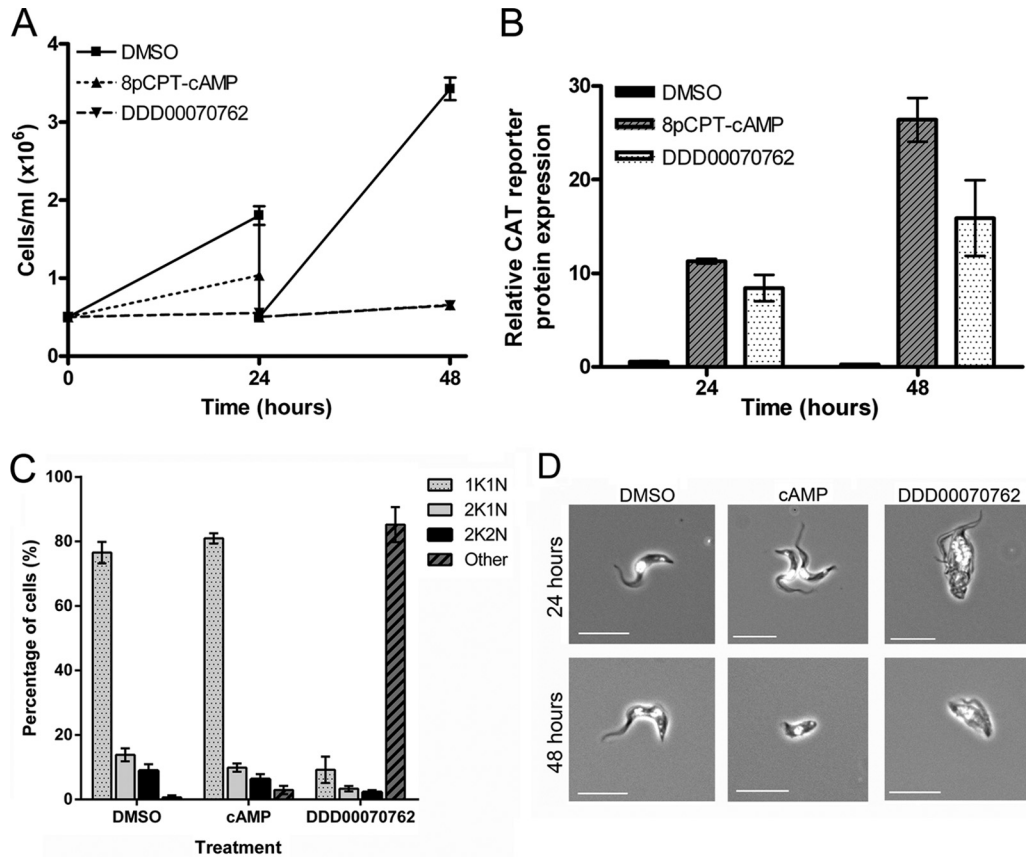 A
4
3
2
1
0
Cells/ml (x10⁶)
DMSO
8pCPT-cAMP
DDD00070762
0
24
48
Time (hours)
B
30
20
10
0
Relative CAT reporter
protein expression
DMSO
8pCPT-cAMP
DDD00070762
24
48
Time (hours)
C
100
80
60
40
20
0
Percentage of cells (%)
1K1N
2K1N
2K2N
Other
DMSO
cAMP
DDD00070762
Treatment
D
DMSO
cAMP
DDD00070762
24 hours
48 hours